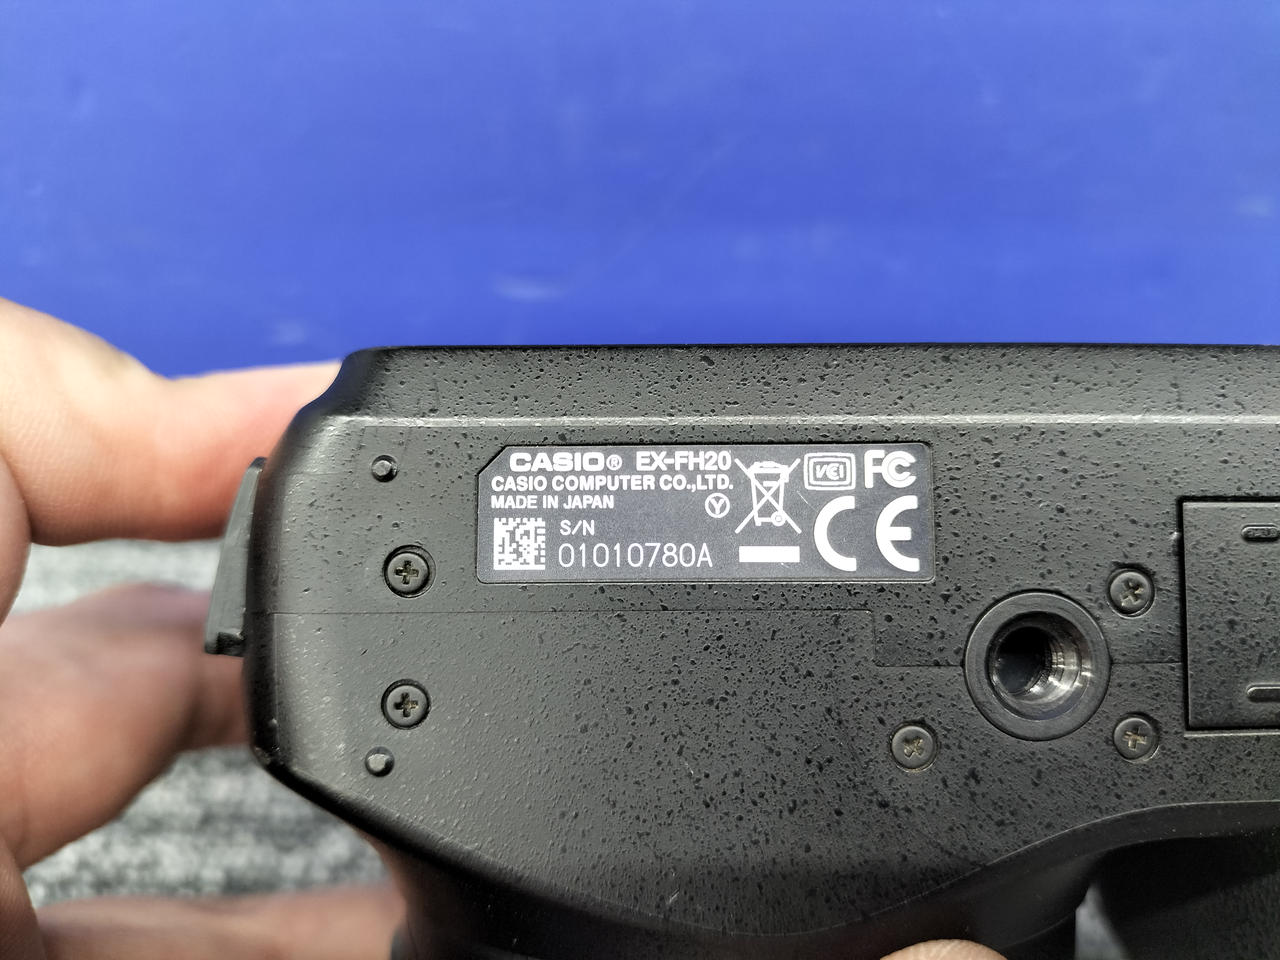 CASIO® EX-FH20
CASIO COMPUTER CO.,LTD.
MADE IN JAPAN
Y
S/N
01010780A
VCI
FC
CE